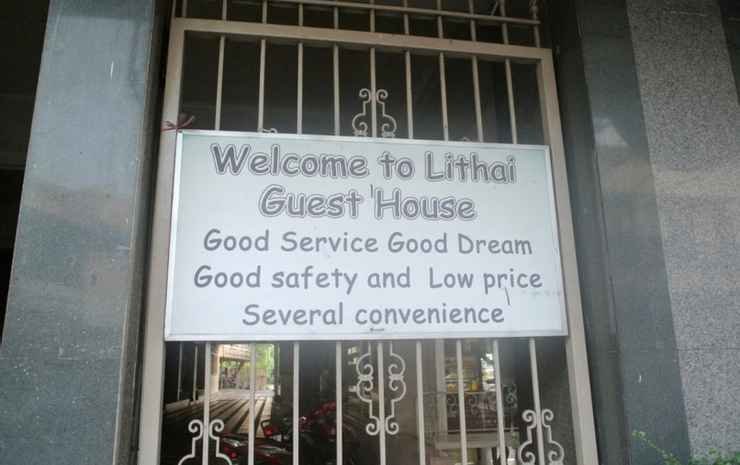 Welcome to Lithai
Guest House
Good Service Good Dream
Good safety and Low price
Several convenience